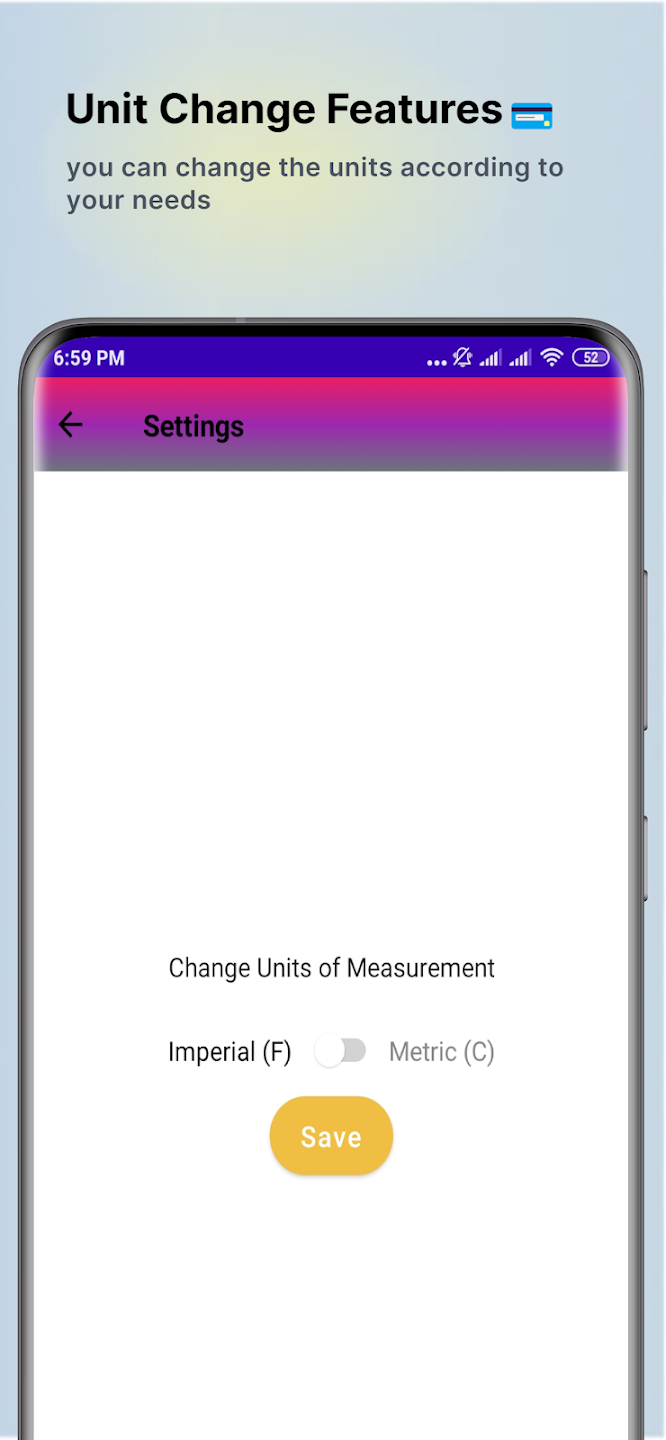 Unit Change Features
you can change the units according to
your needs
6:59 PM
52
Settings
Change Units of Measurement
Imperial (F) Metric (C)
Save